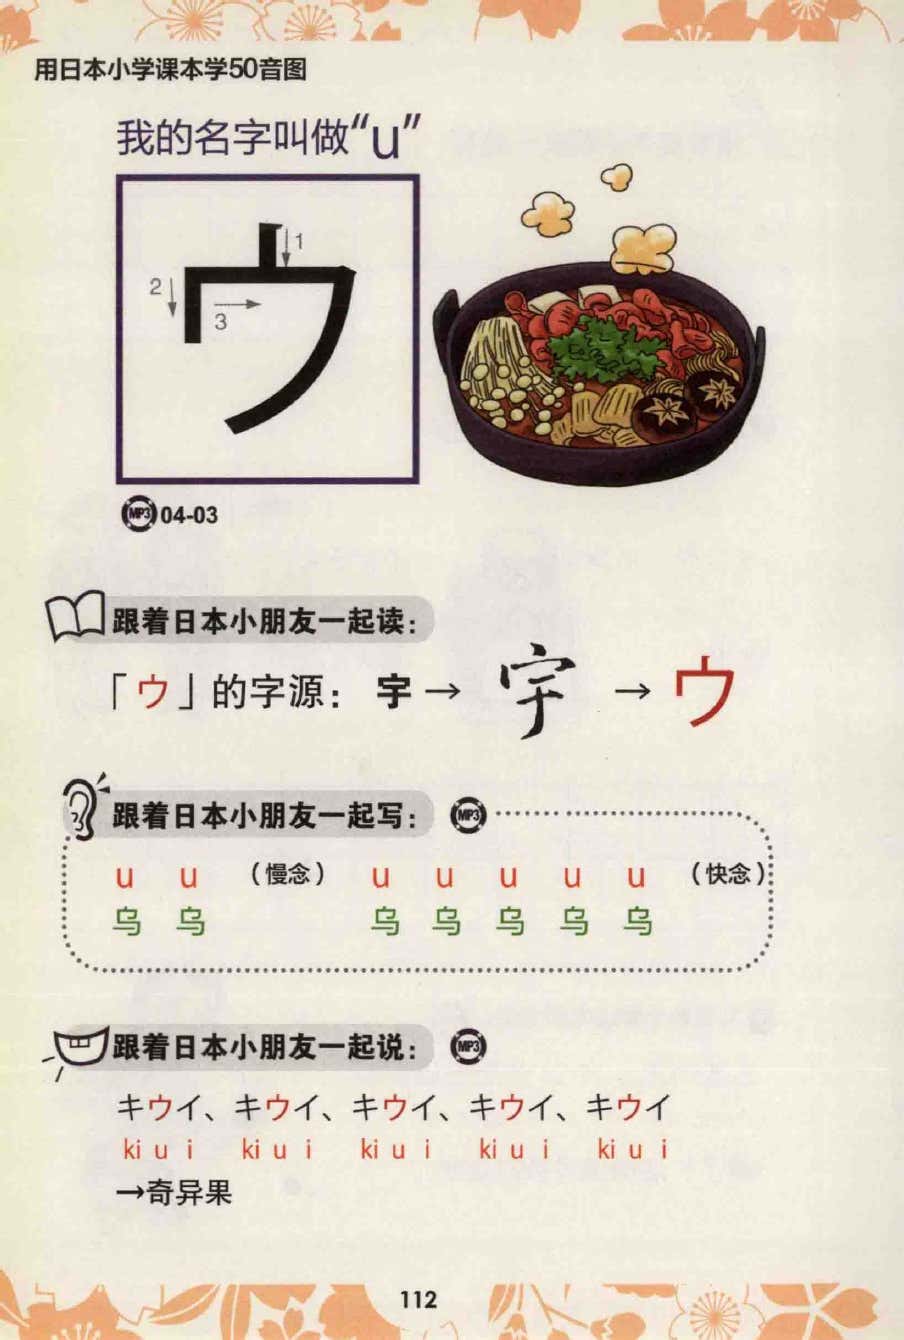 用日本小学课本学50音图
我的名字叫做“u”
ウ
1
2
3
MP3 04-03
跟着日本小朋友一起读：
「ウ」的字源：宇→宇→ウ
跟着日本小朋友一起写： MP3
u u （慢念） u u u u u （快念）
乌 乌 乌 乌 乌 乌 乌
跟着日本小朋友一起说： MP3
キウイ、キウイ、キウイ、キウイ、キウイ
ki u i ki u i ki u i ki u i ki u i
→奇异果
112